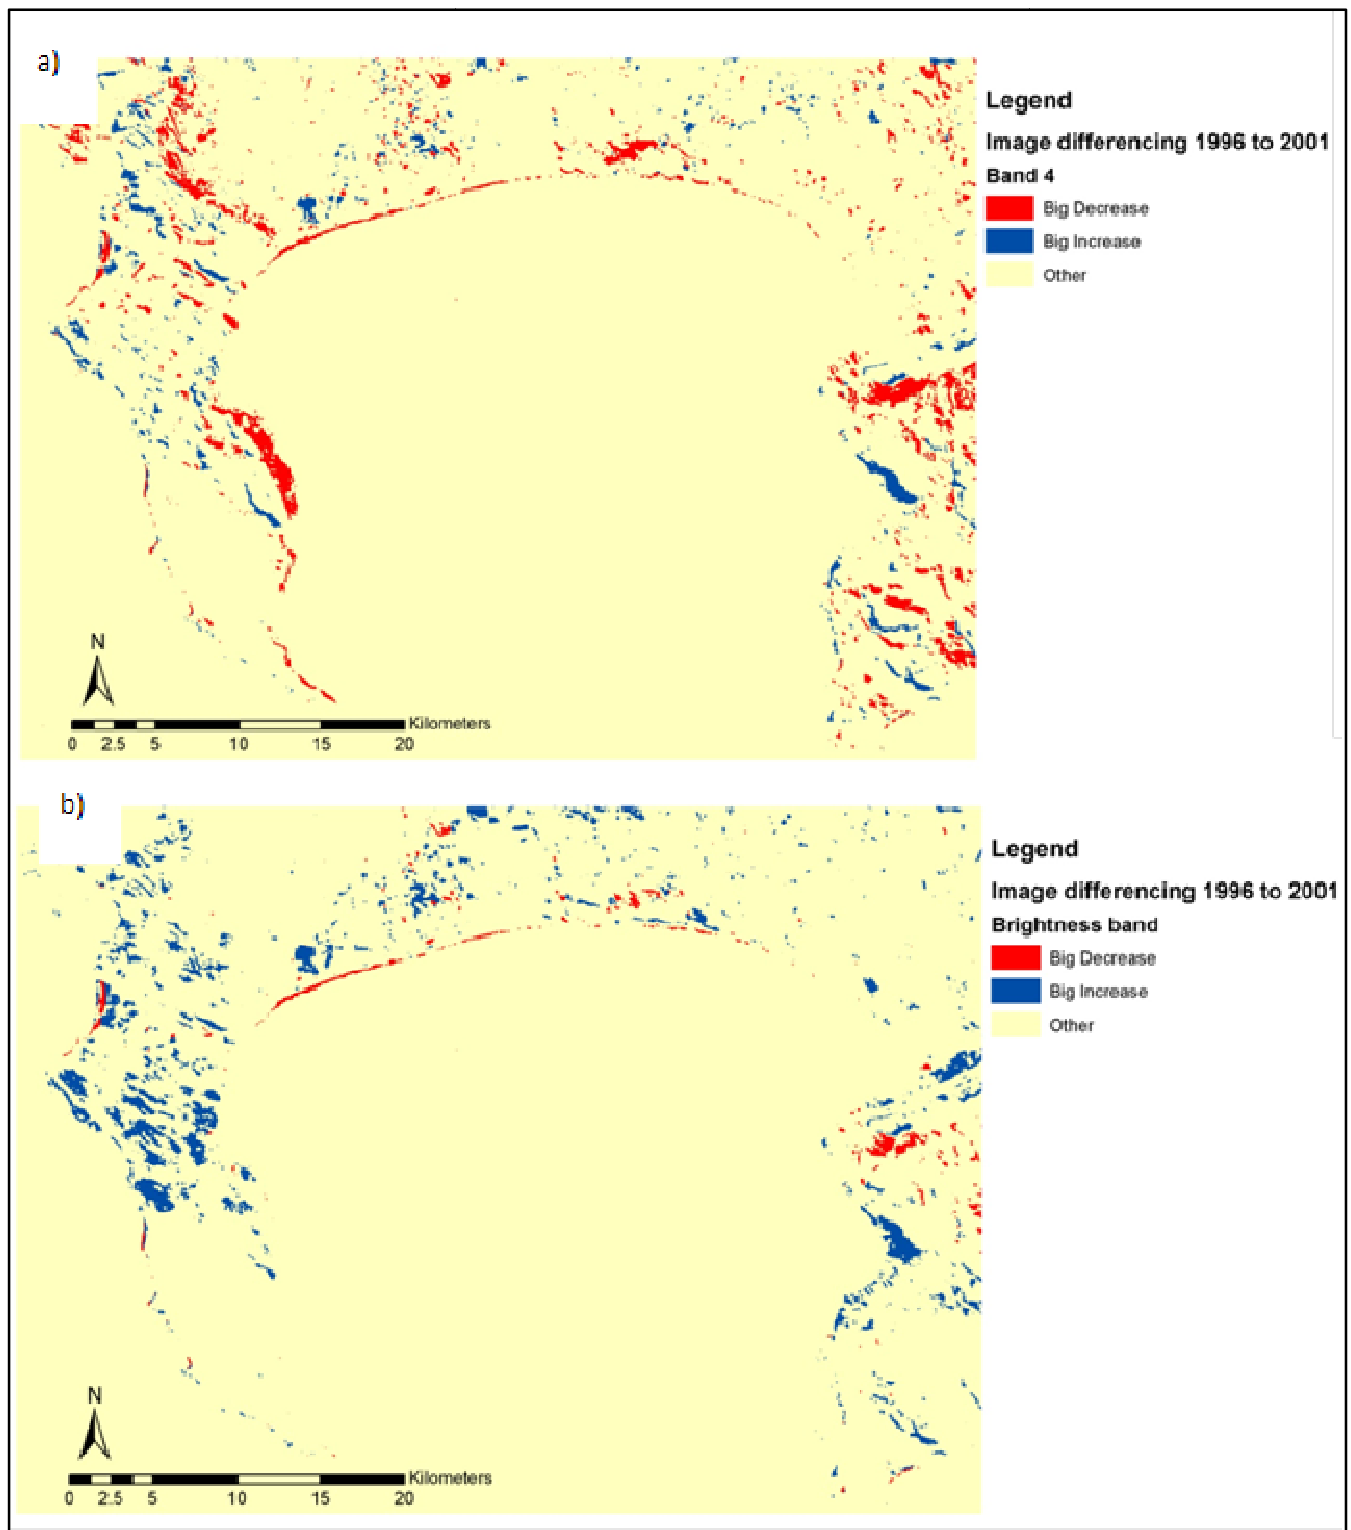 a)
Legend
Image differencing 1996 to 2001
Band 4
Big Decrease
Big Increase
Other
N
Kilometers
0 2.5 5 10 15 20
b)
Legend
Image differencing 1996 to 2001
Brightness band
Big Decrease
Big Increase
Other
N
Kilometers
0 2.5 5 10 15 20